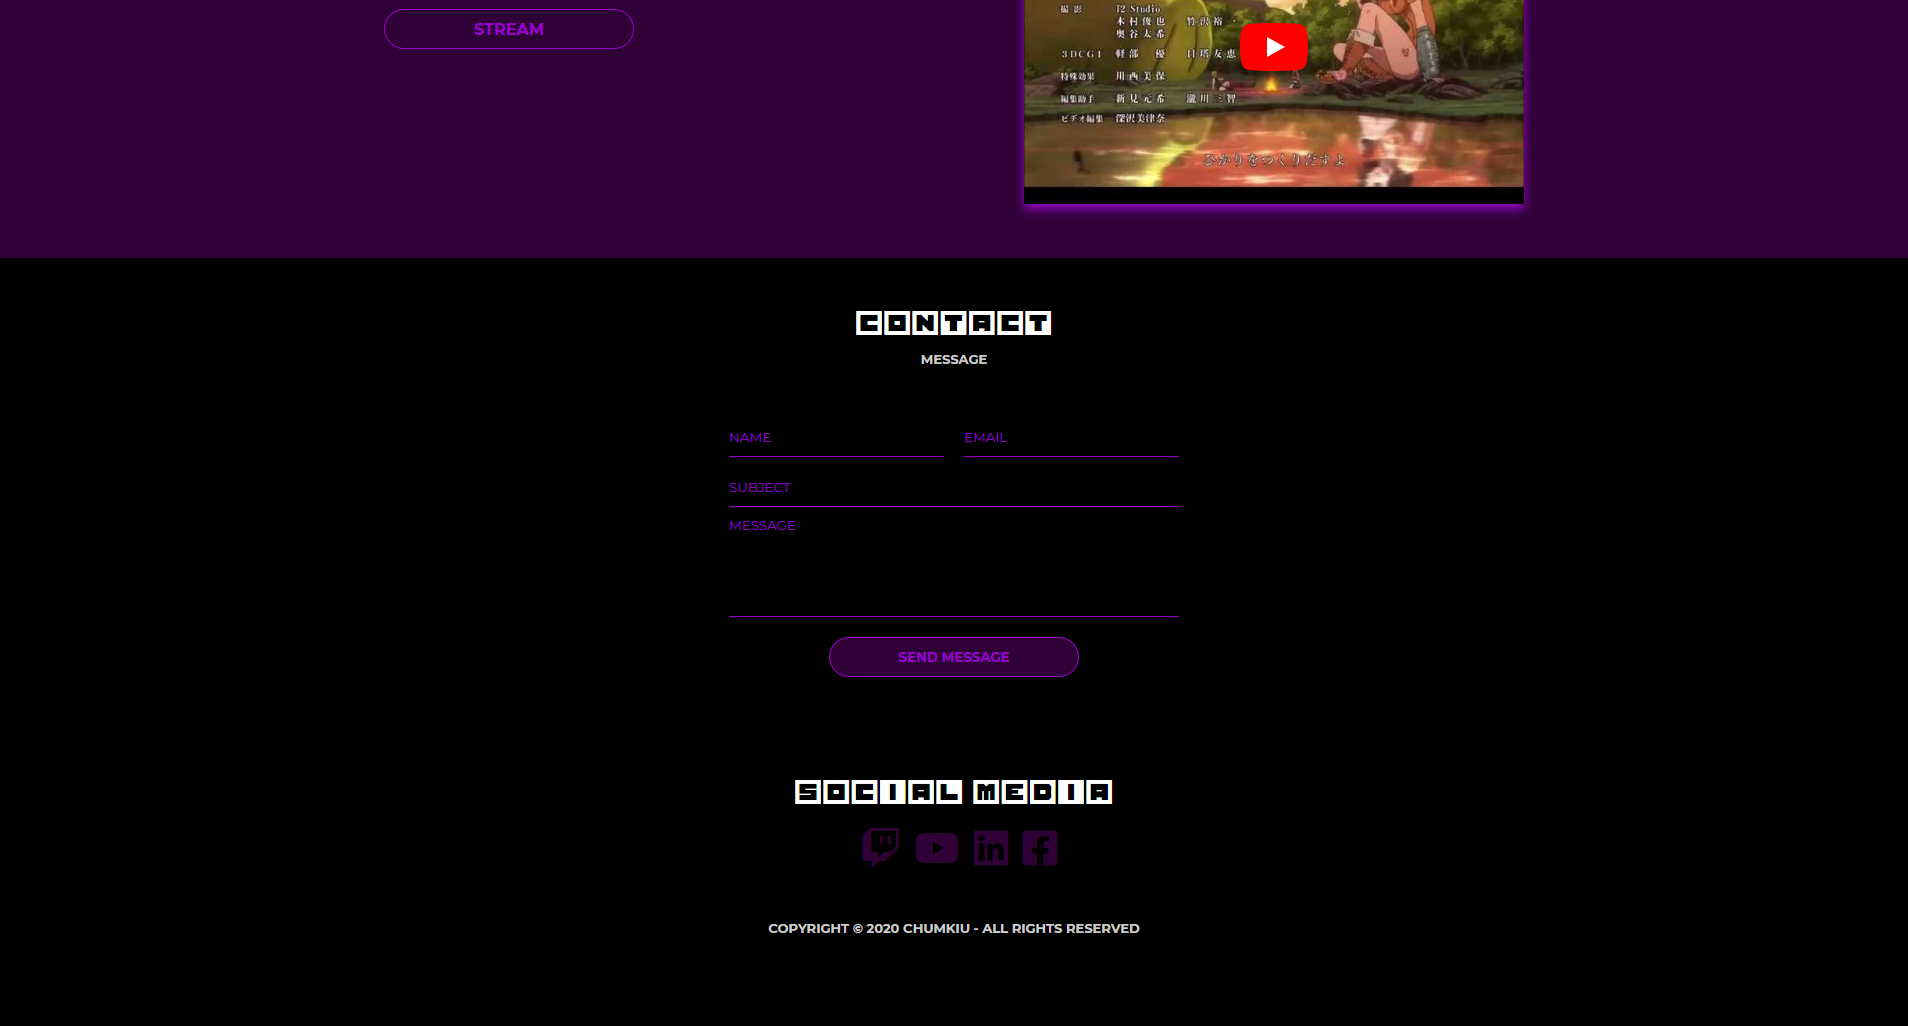 STREAM
撮 影 T2 Studio
木 村 俊 也 竹 沢 裕 一
奥 谷 太 希
3DCGI 軽 部 優 日 塔 友 恵
特殊効果 川 西 美 保
編集助手 新 見 元 希 瀧 川 三 智
ビデオ編集 深沢美津奈
ひかりをつくりだすよ
CONTACT
MESSAGE
NAME EMAIL
SUBJECT
MESSAGE
SEND MESSAGE
SOCIAL MEDIA
in
COPYRIGHT © 2020 CHUMKIU - ALL RIGHTS RESERVED